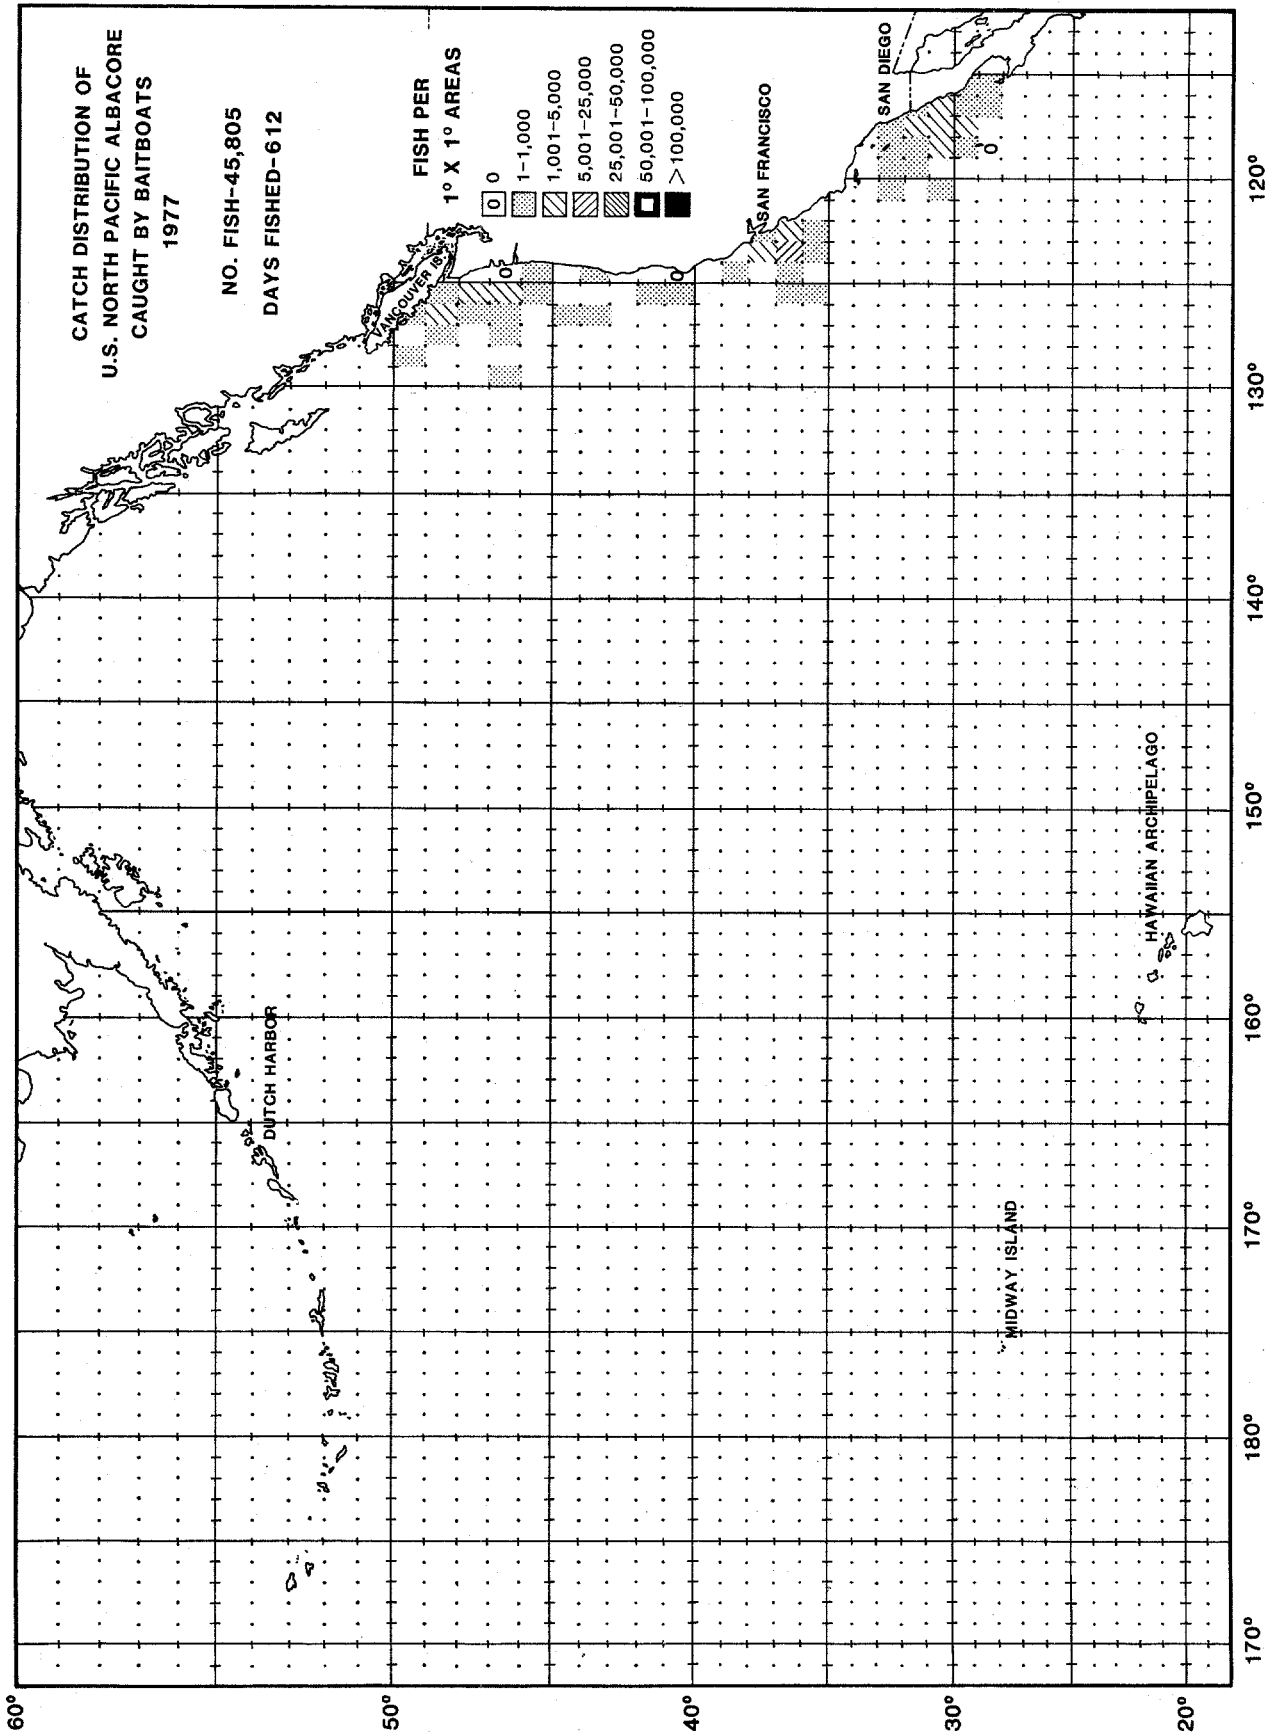 CATCH DISTRIBUTION OF
U.S. NORTH PACIFIC ALBACORE
CAUGHT BY BAITBOATS
1977
NO. FISH-45,805
DAYS FISHED-612
FISH PER
1° X 1° AREAS
0 0
1-1,000
1,001-5,000
5,001-25,000
25,001-50,000
50,001-100,000
>100,000
VANCOUVER IS.
SAN FRANCISCO
SAN DIEGO
0
0
0
DUTCH HARBOR
MIDWAY ISLAND
HAWAIIAN ARCHIPELAGO
60°
50°
40°
30°
20°
170°
180°
170°
160°
150°
140°
130°
120°